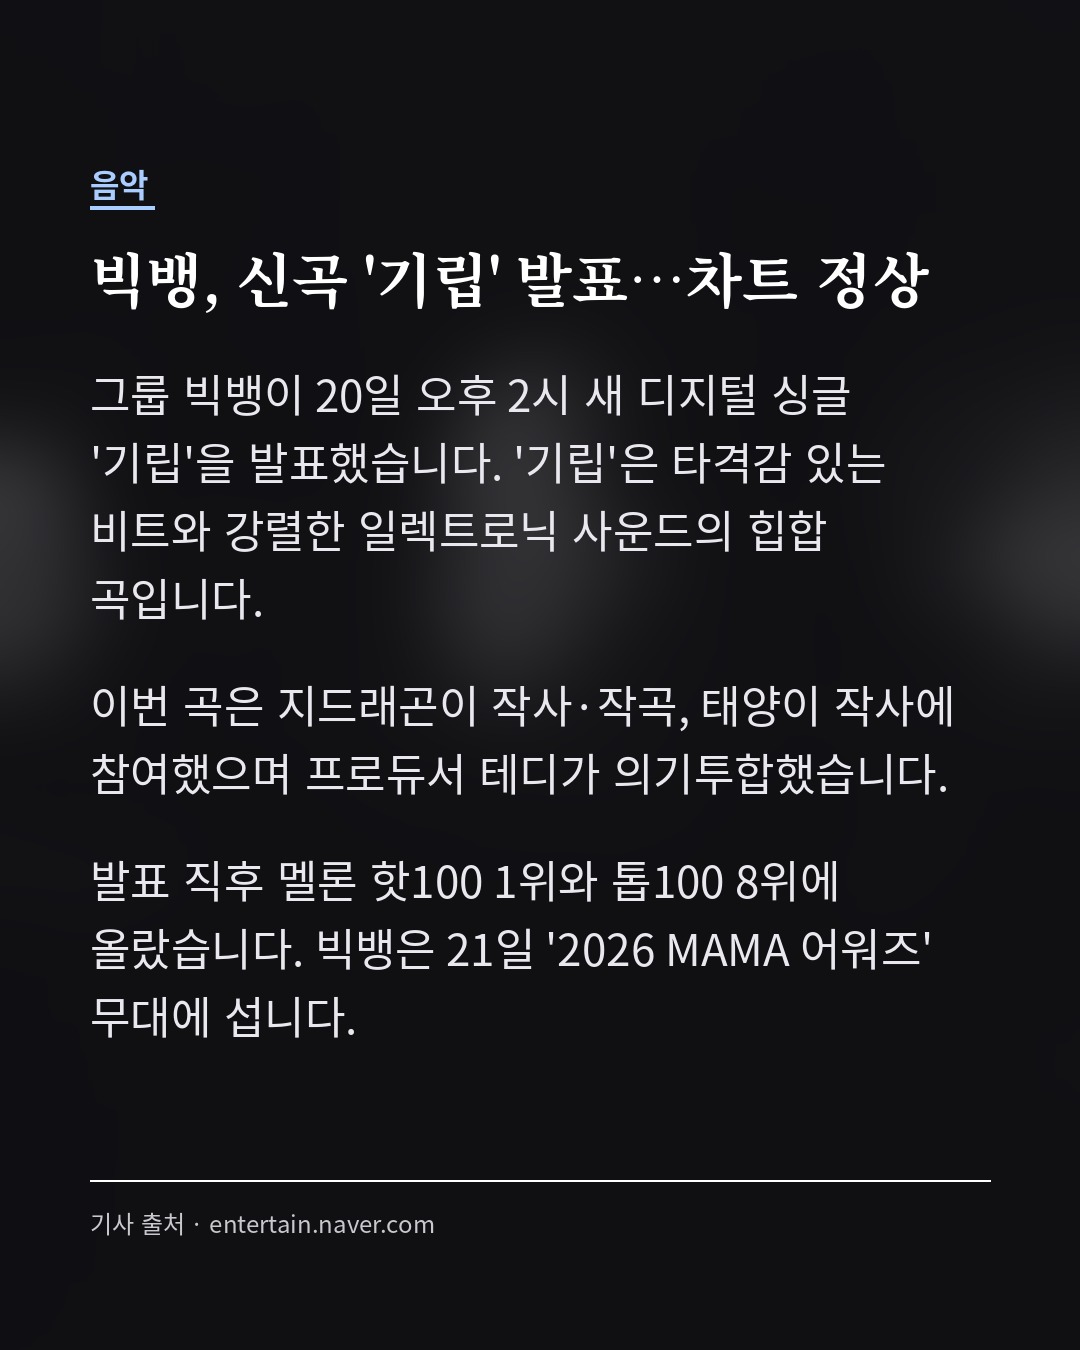 음악
빅뱅, 신곡 '기립' 발표…차트 정상
그룹 빅뱅이 20일 오후 2시 새 디지털 싱글
'기립'을 발표했습니다. '기립'은 타격감 있는
비트와 강렬한 일렉트로닉 사운드의 힙합
곡입니다.
이번 곡은 지드래곤이 작사·작곡, 태양이 작사에
참여했으며 프로듀서 테디가 의기투합했습니다.
발표 직후 멜론 핫100 1위와 톱100 8위에
올랐습니다. 빅뱅은 21일 '2026 MAMA 어워즈'
무대에 섭니다.
기사 출처 · entertain.naver.com